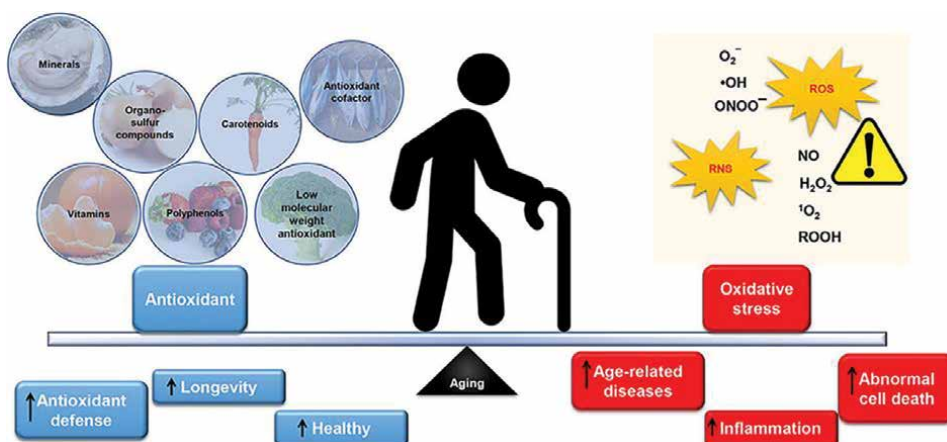 Minerals
Organo-
sulfur
compounds
Carotenoids
Antioxidant
cofactor
Vitamins
Polyphenols
Low
molecular
weight
antioxidant
O₂⁻
•OH
ONOO⁻
ROS
RNS
NO
H₂O₂
¹O₂
ROOH
!
Antioxidant
Oxidative
stress
Aging
↑ Antioxidant
defense
↑ Longevity
↑ Healthy
↑ Age-related
diseases
↑ Inflammation
↑ Abnormal
cell death